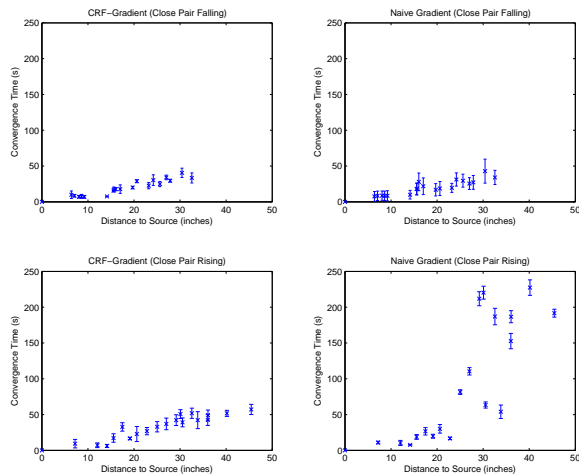 CRF-Gradient (Close Pair Falling)
250
200
150
100
50
0
Convergence Time (s)
0 10 20 30 40 50
Distance to Source (inches)
Naive Gradient (Close Pair Falling)
250
200
150
100
50
0
Convergence Time (s)
0 10 20 30 40 50
Distance to Source (inches)
CRF-Gradient (Close Pair Rising)
250
200
150
100
50
0
Convergence Time (s)
0 10 20 30 40 50
Distance to Source (inches)
Naive Gradient (Close Pair Rising)
250
200
150
100
50
0
Convergence Time (s)
0 10 20 30 40 50
Distance to Source (inches)